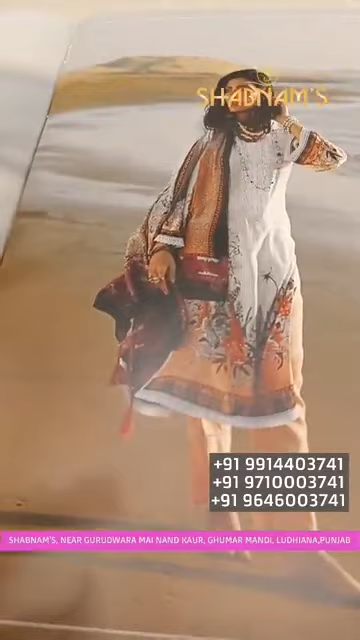 SHABNAM'S
+91 9914403741
+91 9710003741
+91 9646003741
SHABNAM'S, NEAR GURUDWARA MAI NAND KAUR, GHUMAR MANDI, LUDHIANA,PUNJAB